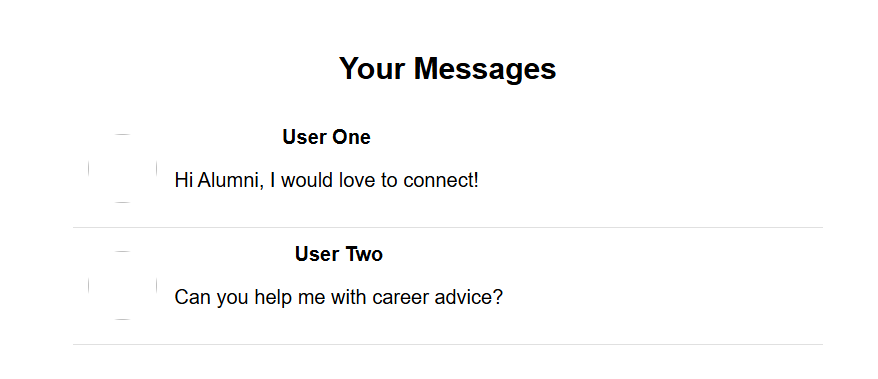 Your Messages
User One
Hi Alumni, I would love to connect!
User Two
Can you help me with career advice?